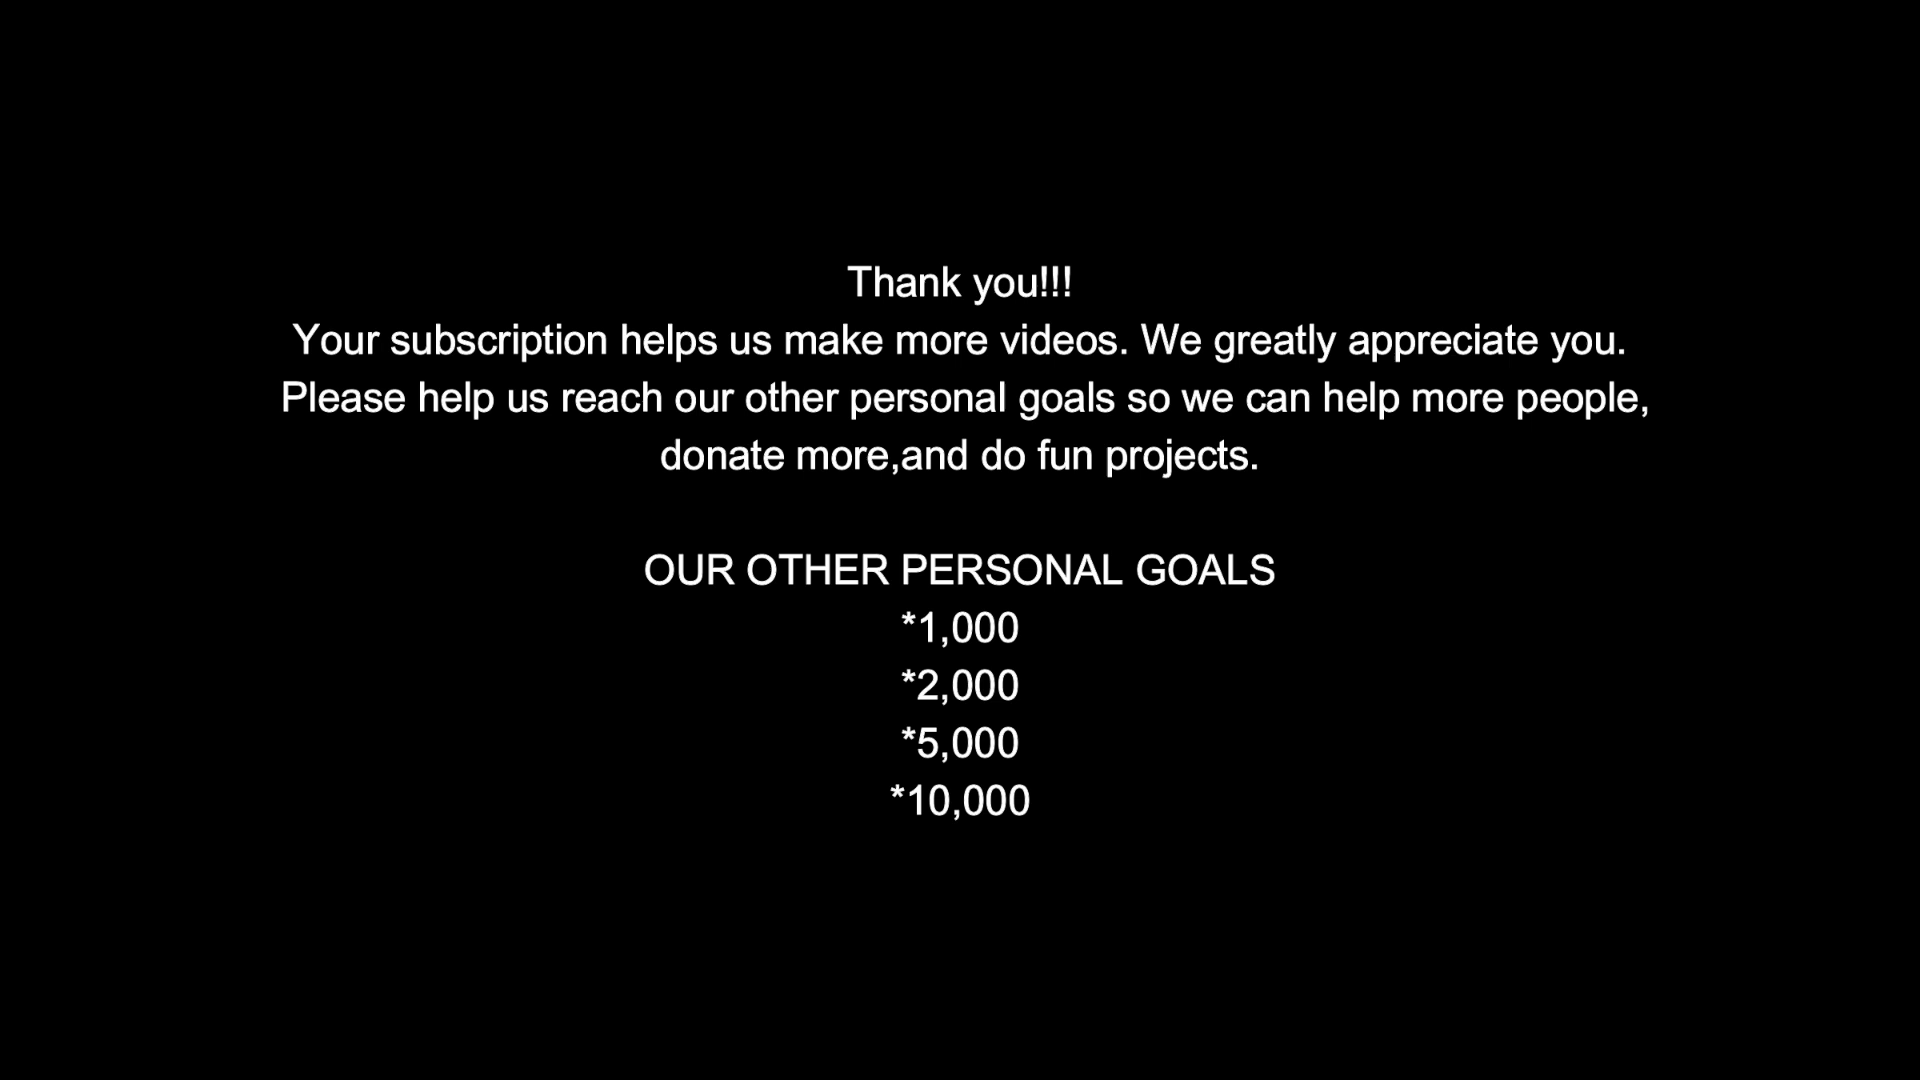 Thank you!!!
Your subscription helps us make more videos. We greatly appreciate you.
Please help us reach our other personal goals so we can help more people,
donate more,and do fun projects.
OUR OTHER PERSONAL GOALS
*1,000
*2,000
*5,000
*10,000